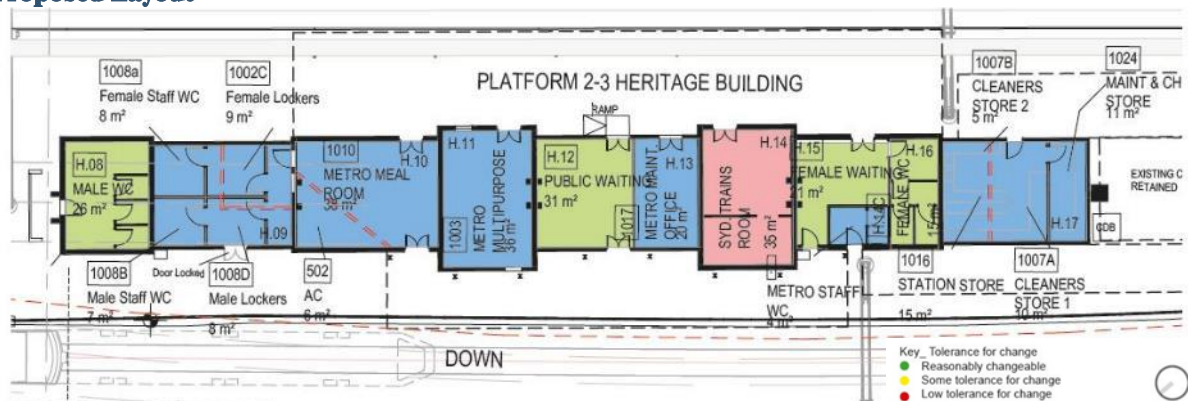 Proposed Layout
1008a
Female Staff WC
8 m²
1002C
Female Lockers
9 m²
PLATFORM 2-3 HERITAGE BUILDING
RAMP
1007B
CLEANERS
STORE 2
5 m²
1024
MAINT & CH
STORE
11 m²
H.08
MALE WC
26 m²
H.09
1010
METRO MEAL
ROOM
H.10
H.11
METRO
MULTIPURPOSE
36 m²
1003
H.12
PUBLIC WAITING
31 m²
1017
METRO MAINT.
OFFICE
20 m²
H.13
H.14
SYD. TRAINS
ROOM
35 m²
H.15
FEMALE WAITING
H.14C
FEMALE WC
H.16
15 m²
H.17
EXISTING C
RETAINED
CDB
1008B
Male Staff WC
7 m²
Door Locked
1008D
Male Lockers
8 m²
502
AC
6 m²
METRO STAFF
WC
4 m²
1016
STATION STORE
15 m²
1007A
CLEANERS
STORE 1
10 m²
DOWN
Key_ Tolerance for change
Reasonably changeable
Some tolerance for change
Low tolerance for change